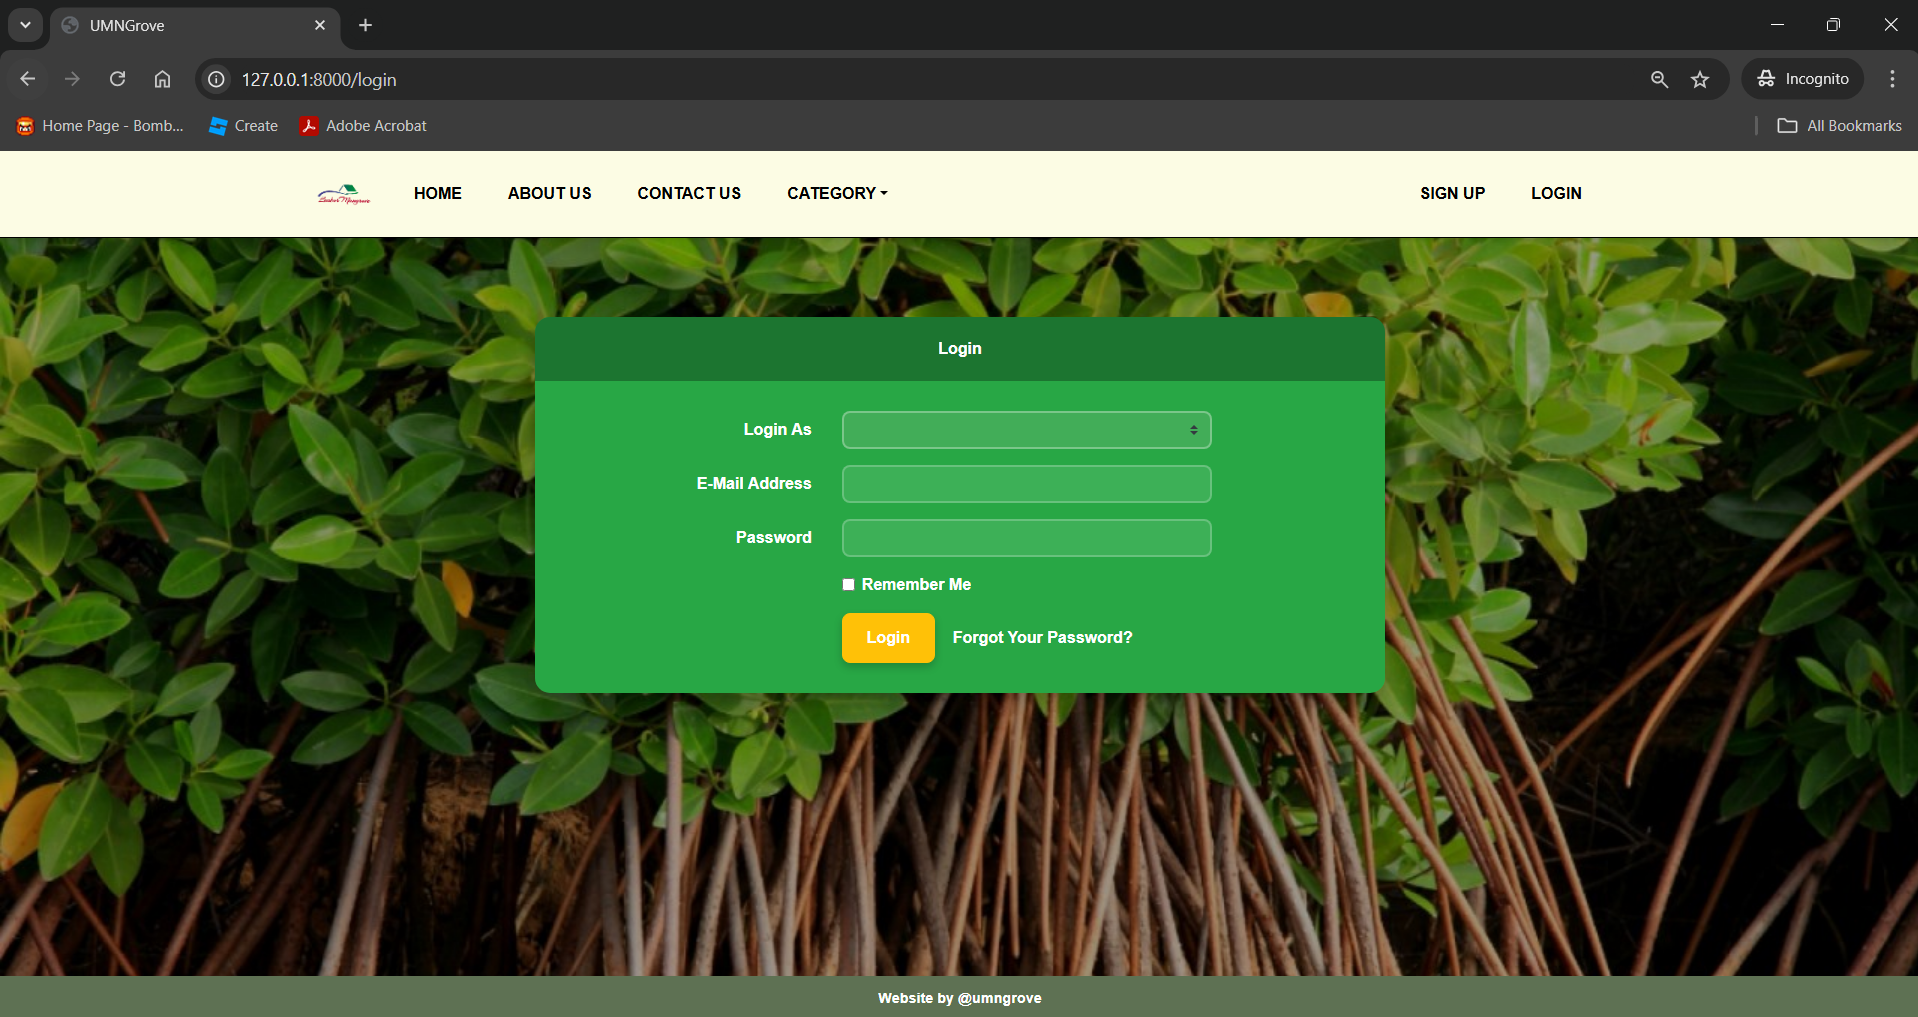 UMNGrove
127.0.0.1:8000/login
Incognito
Home Page - Bomb...
Create
Adobe Acrobat
All Bookmarks
HOME
ABOUT US
CONTACT US
CATEGORY
SIGN UP
LOGIN
Login
Login As
E-Mail Address
Password
Remember Me
Login
Forgot Your Password?
Website by @umngrove